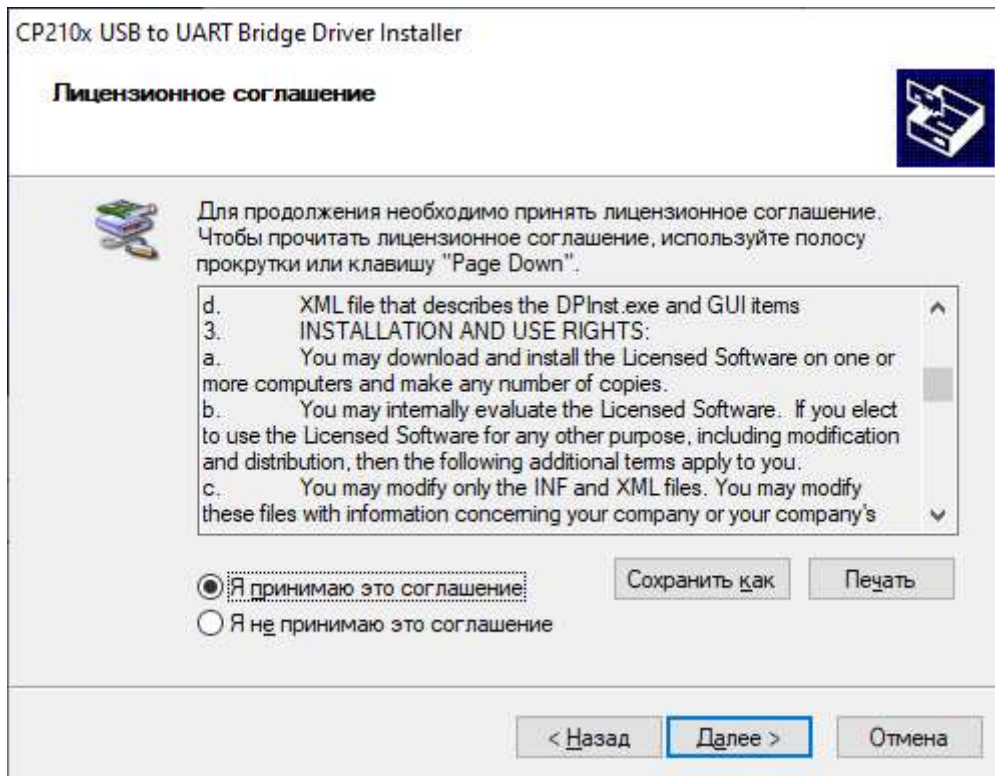 CP210x USB to UART Bridge Driver Installer
Лицензионное соглашение
Для продолжения необходимо принять лицензионное соглашение.
Чтобы прочитать лицензионное соглашение, используйте полосу
прокрутки или клавишу "Page Down".
d. XML file that describes the DPInst.exe and GUI items
3. INSTALLATION AND USE RIGHTS:
a. You may download and install the Licensed Software on one or
more computers and make any number of copies.
b. You may internally evaluate the Licensed Software. If you elect
to use the Licensed Software for any other purpose, including modification
and distribution, then the following additional terms apply to you.
c. You may modify only the INF and XML files. You may modify
these files with information concerning your company or your company's
Я принимаю это соглашение
Сохранить как
Печать
Я не принимаю это соглашение
< Назад
Далее >
Отмена